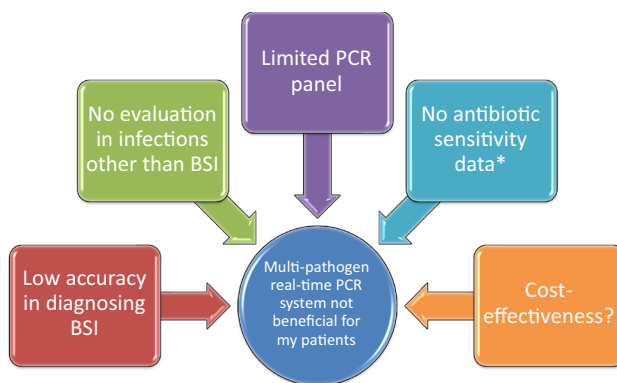 Limited PCR
panel
No evaluation
in infections
other than BSI
No antibiotic
sensitivity
data*
Low accuracy
in diagnosing
BSI
Multi-pathogen
real-time PCR
system not
beneficial for
my patients
Cost-
effectiveness?